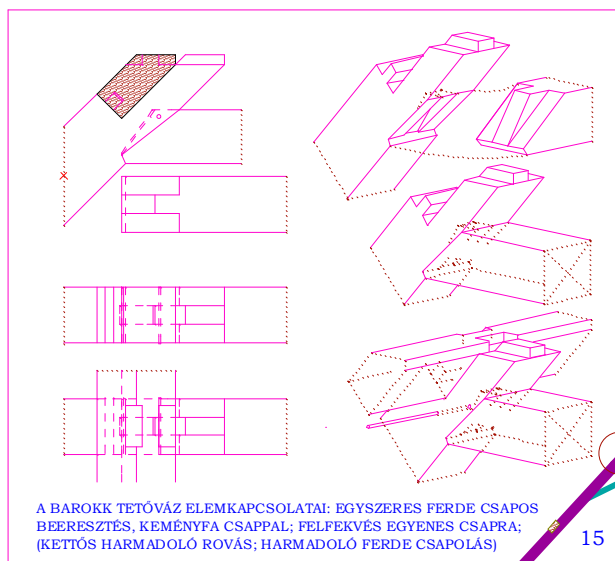 A BAROKK TETŐVÁZ ELEMKAPCSOLATAI: EGYSZERES FERDE CSAPOS
BEERESZTÉS, KEMÉNYFA CSAPPAL; FELFEKVÉS EGYENES CSAPRA;
(KETTŐS HARMADOLÓ ROVÁS; HARMADOLÓ FERDE CSAPOLÁS)
15